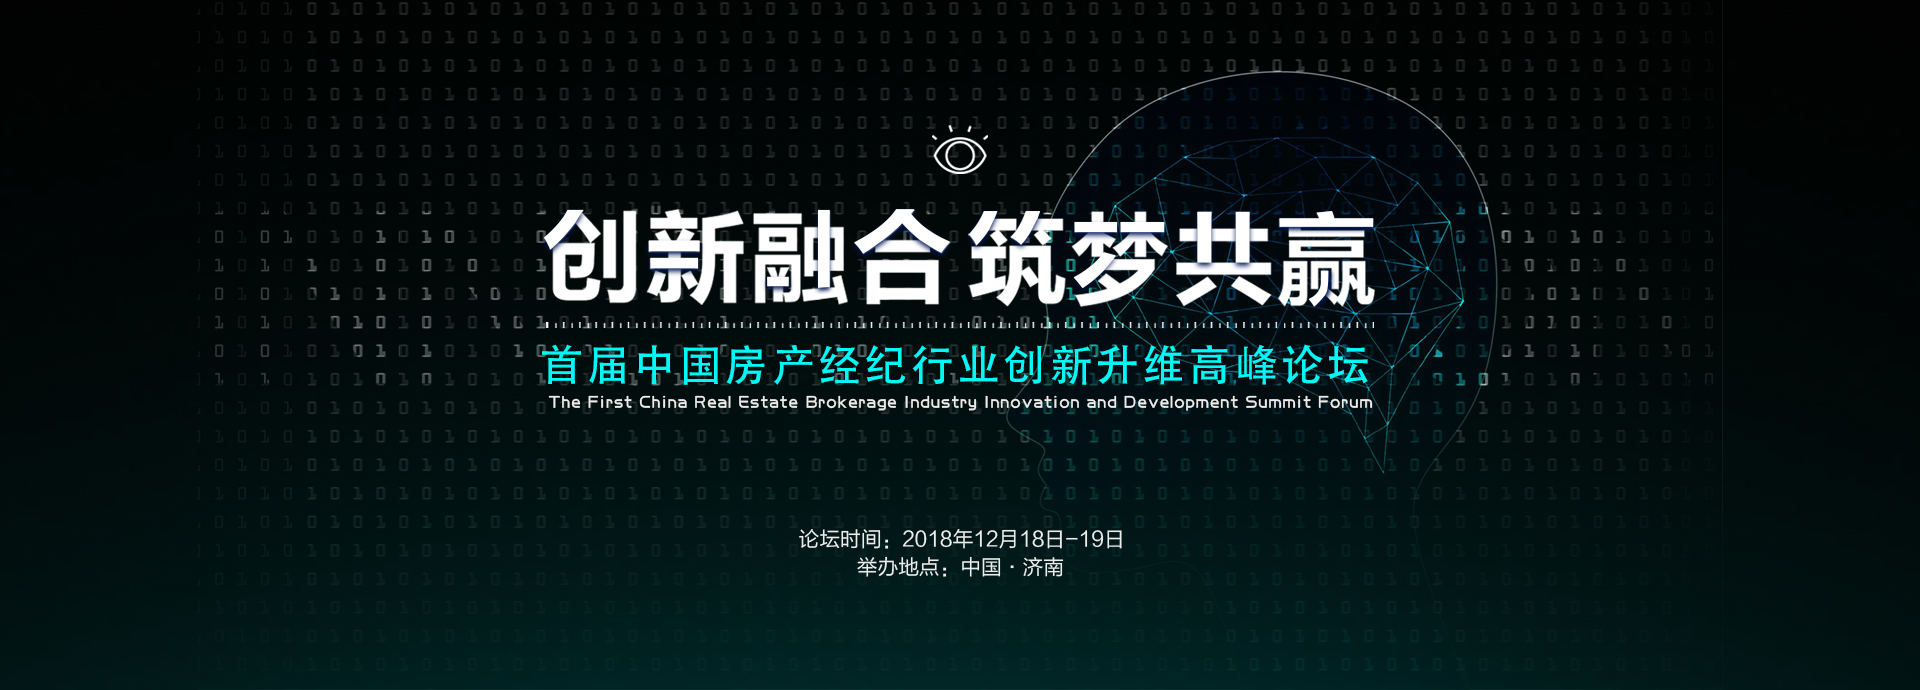 创新融合 筑梦共赢
首届中国房产经纪行业创新升维高峰论坛
The First China Real Estate Brokerage Industry Innovation and Development Summit Forum
论坛时间：2018年12月18日-19日
举办地点：中国·济南